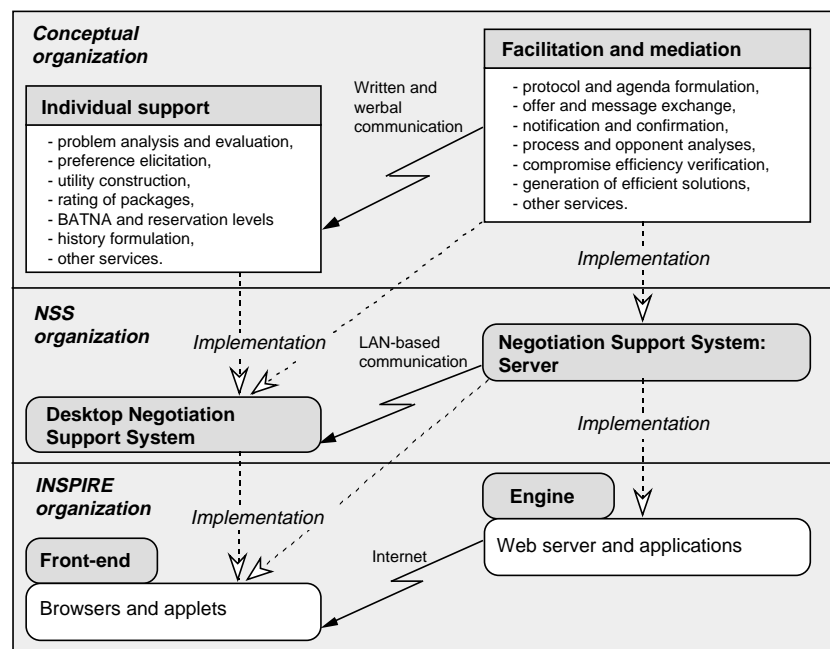 Conceptual
organization
Facilitation and mediation
- protocol and agenda formulation,
- offer and message exchange,
- notification and confirmation,
- process and opponent analyses,
- compromise efficiency verification,
- generation of efficient solutions,
- other services.
Written and
werbal
communication
Individual support
- problem analysis and evaluation,
- preference elicitation,
- utility construction,
- rating of packages,
- BATNA and reservation levels
- history formulation,
- other services.
Implementation
NSS
organization
Implementation
LAN-based
communication
Negotiation Support System:
Server
Desktop Negotiation
Support System
Implementation
INSPIRE
organization
Implementation
Engine
Web server and applications
Front-end
Internet
Browsers and applets